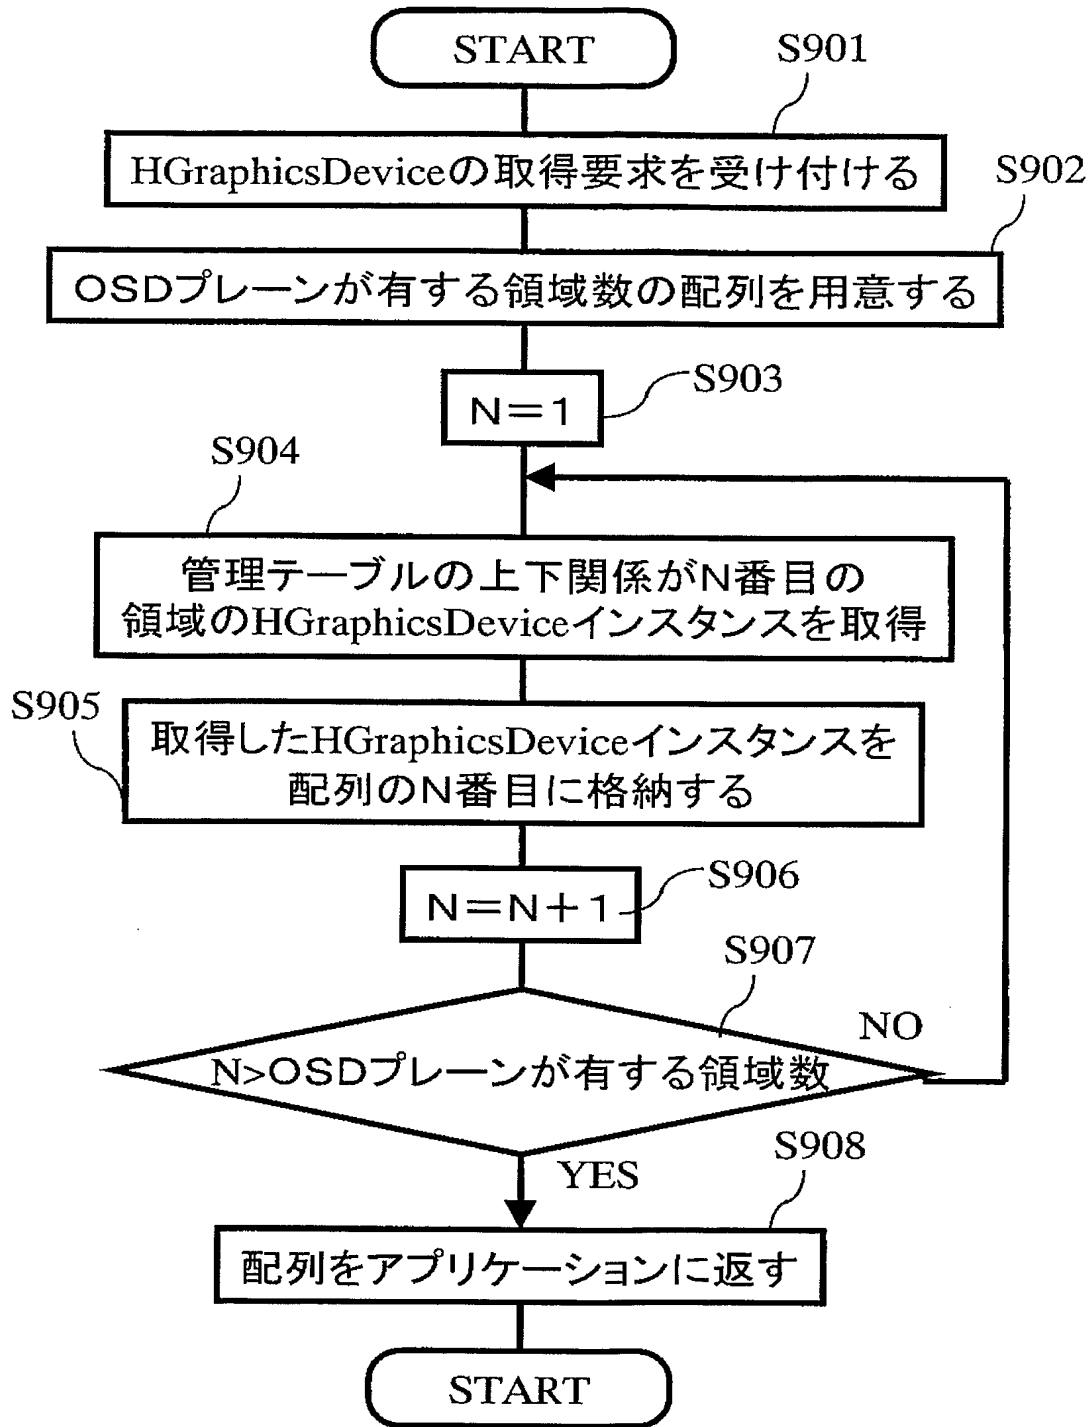 START
S901
HGraphicsDeviceの取得要求を受け付ける
S902
OSDプレーンが有する領域数の配列を用意する
S903
N＝1
S904
管理テーブルの上下関係がN番目の
領域のHGraphicsDeviceインスタンスを取得
S905
取得したHGraphicsDeviceインスタンスを
配列のN番目に格納する
S906
N＝N＋1
S907
NO
N>OSDプレーンが有する領域数
YES
S908
配列をアプリケーションに返す
START